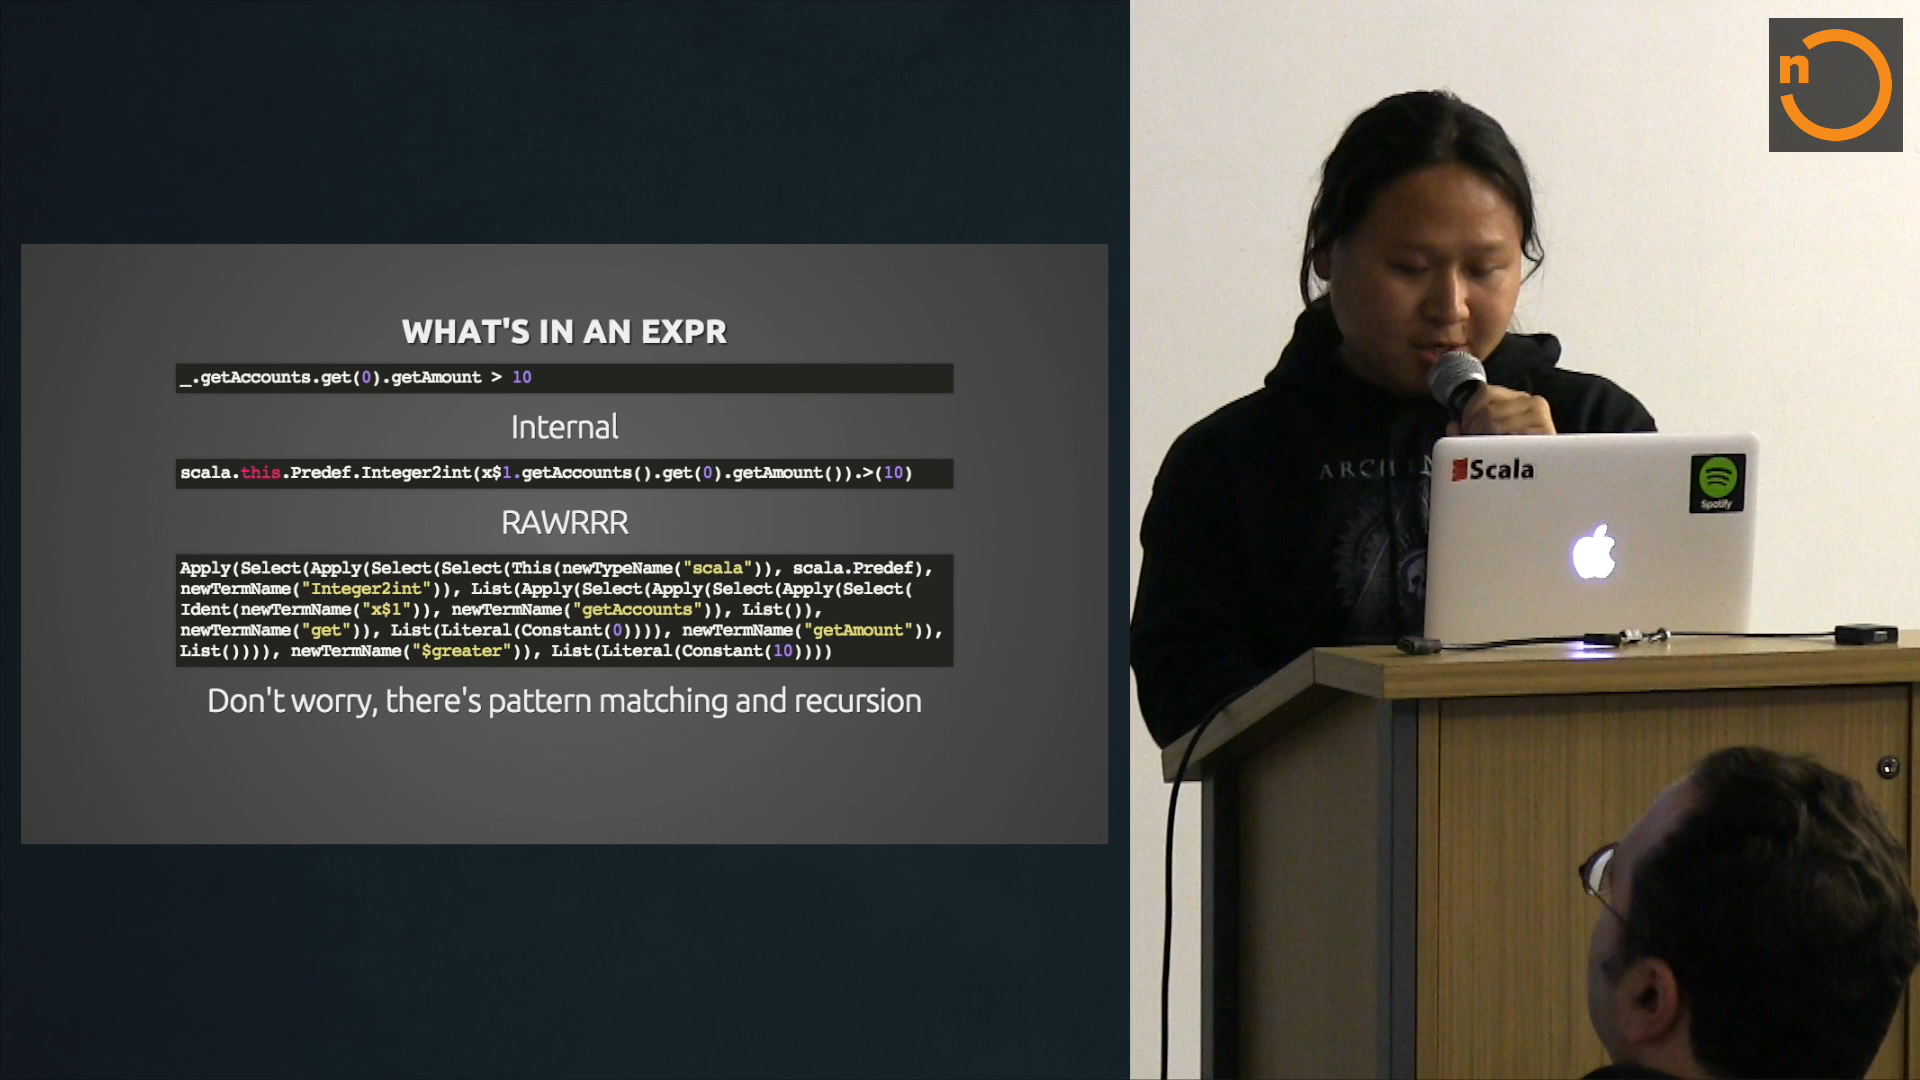 WHAT'S IN AN EXPR
_.getAccounts.get(0).getAmount > 10
Internal
scala.this.Predef.Integer2int(x$1.getAccounts().get(0).getAmount()).>(10)
RAWRRR
Apply(Select(Apply(Select(Select(This(newTypeName("scala")), scala.Predef),
newTermName("Integer2int")), List(Apply(Select(Apply(Select(Apply(Select(
Ident(newTermName("x$1")), newTermName("getAccounts")), List()),
newTermName("get")), List(Literal(Constant(0)))), newTermName("getAmount")),
List()))), newTermName("$greater")), List(Literal(Constant(10))))
Don't worry, there's pattern matching and recursion
n
ARCH
Scala
Spotify